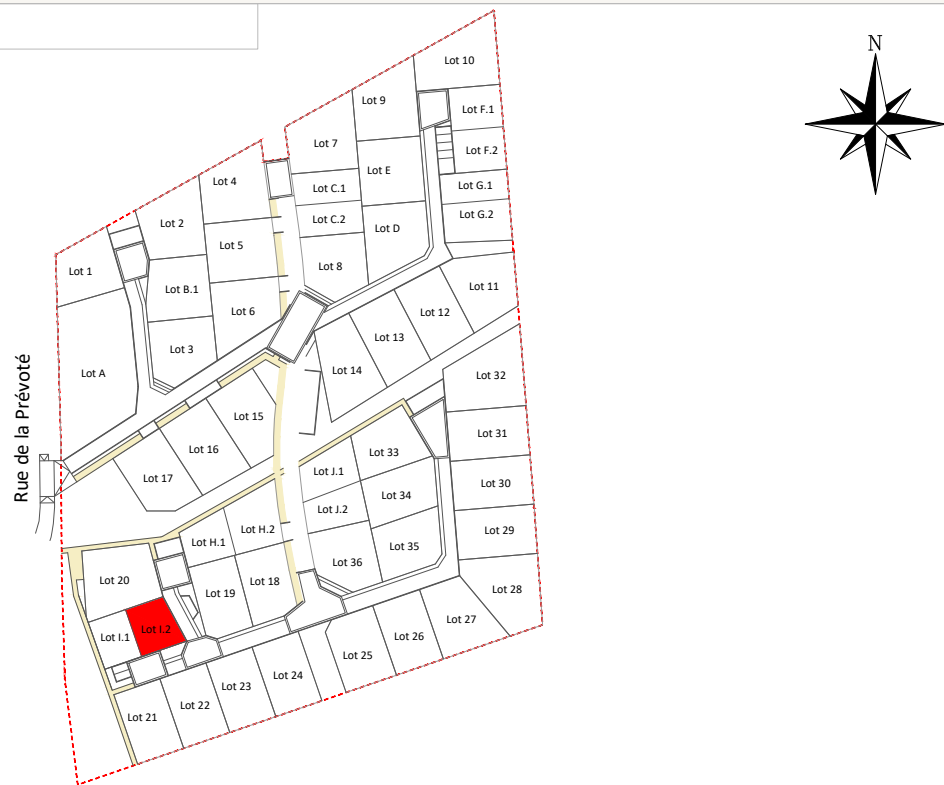 N
Lot 10
Lot 9
Lot F.1
Lot 7
Lot F.2
Lot E
Lot 4
Lot C.1
Lot G.1
Lot 2
Lot C.2
Lot G.2
Lot D
Lot 5
Lot 8
Lot 1
Lot B.1
Lot 11
Lot 6
Lot 12
Lot 13
Lot 3
Lot 14
Lot A
Lot 32
Rue de la Prévoté
Lot 15
Lot 31
Lot 16
Lot 33
Lot 17
Lot J.1
Lot 30
Lot 34
Lot J.2
Lot H.2
Lot 29
Lot H.1
Lot 35
Lot 36
Lot 20
Lot 18
Lot 19
Lot 28
Lot I.2
Lot I.1
Lot 27
Lot 26
Lot 25
Lot 24
Lot 23
Lot 22
Lot 21